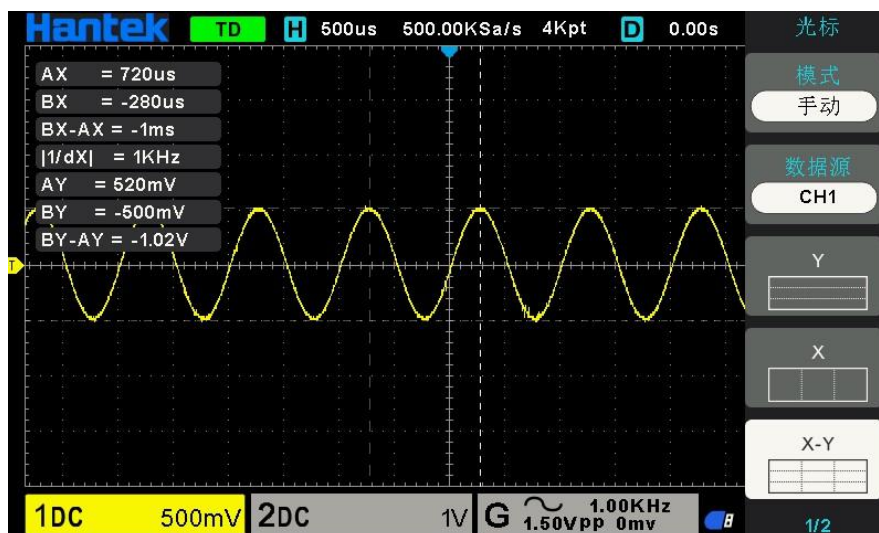 Hantek TD H 500us 500.00KSa/s 4Kpt D 0.00s
光标
AX = 720us
BX = -280us
BX-AX = -1ms
|1/dX| = 1KHz
AY = 520mV
BY = -500mV
BY-AY = -1.02V
T
模式
手动
数据源
CH1
Y
X
X-Y
1/2
1DC 500mV 2DC 1V G 1.00KHz
1.50Vpp 0mv